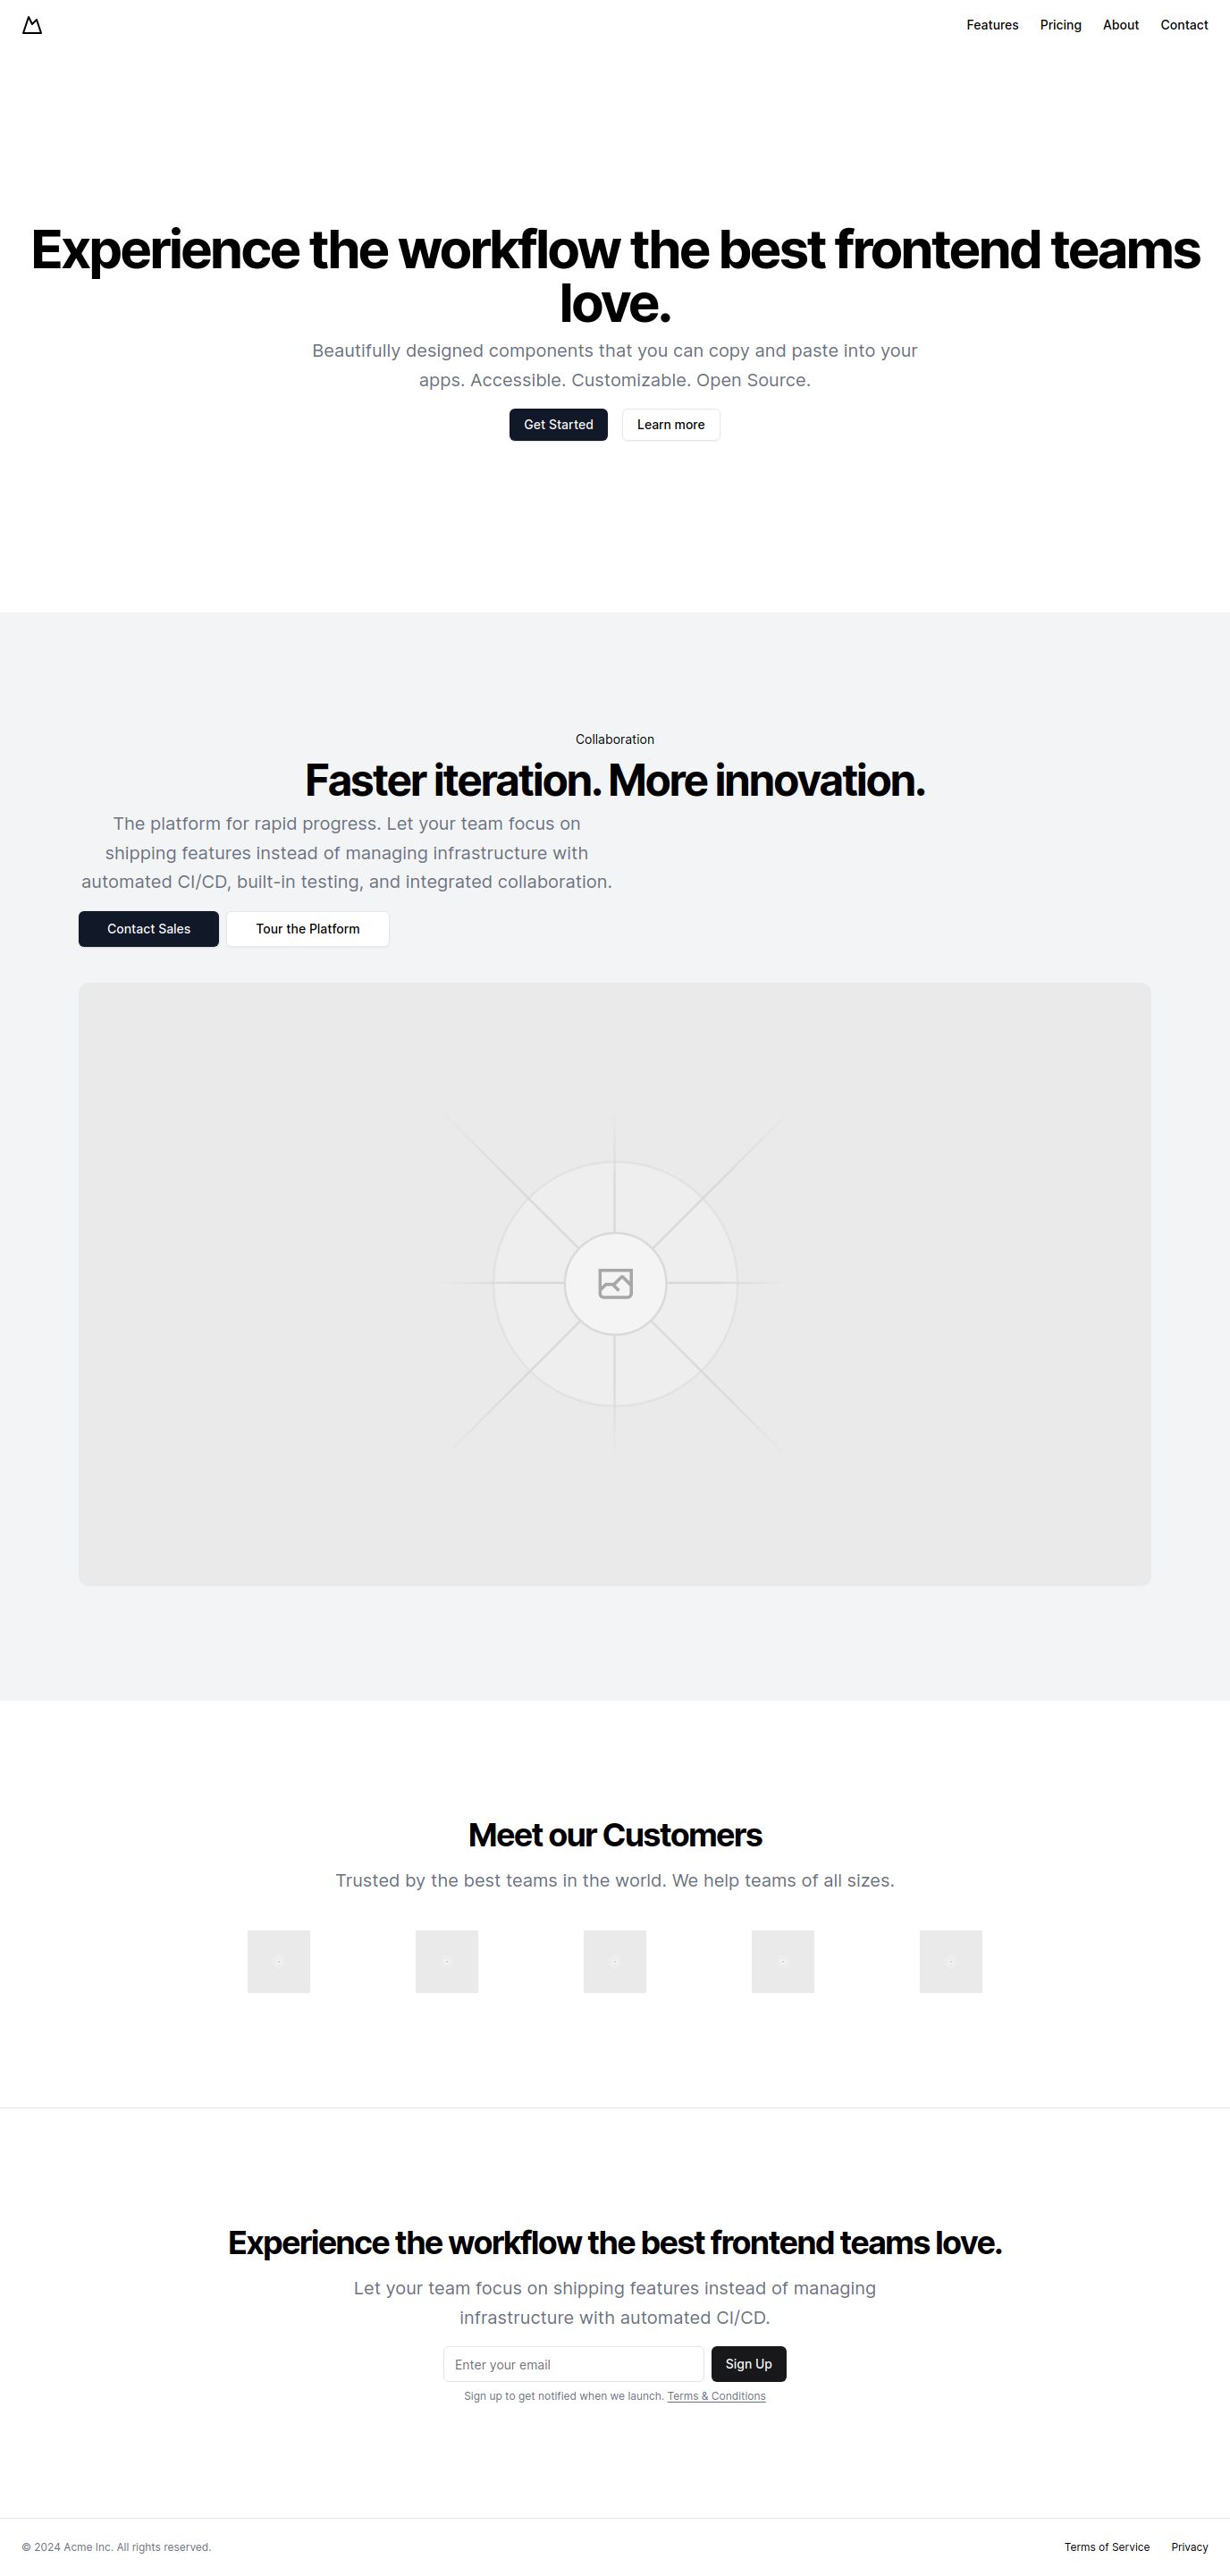 Features Pricing About Contact
Experience the workflow the best frontend teams
love.
Beautifully designed components that you can copy and paste into your
apps. Accessible. Customizable. Open Source.
Get Started Learn more
Collaboration
Faster iteration. More innovation.
The platform for rapid progress. Let your team focus on
shipping features instead of managing infrastructure with
automated CI/CD, built-in testing, and integrated collaboration.
Contact Sales Tour the Platform
Meet our Customers
Trusted by the best teams in the world. We help teams of all sizes.
Experience the workflow the best frontend teams love.
Let your team focus on shipping features instead of managing
infrastructure with automated CI/CD.
Enter your email Sign Up
Sign up to get notified when we launch. Terms & Conditions
© 2024 Acme Inc. All rights reserved. Terms of Service Privacy